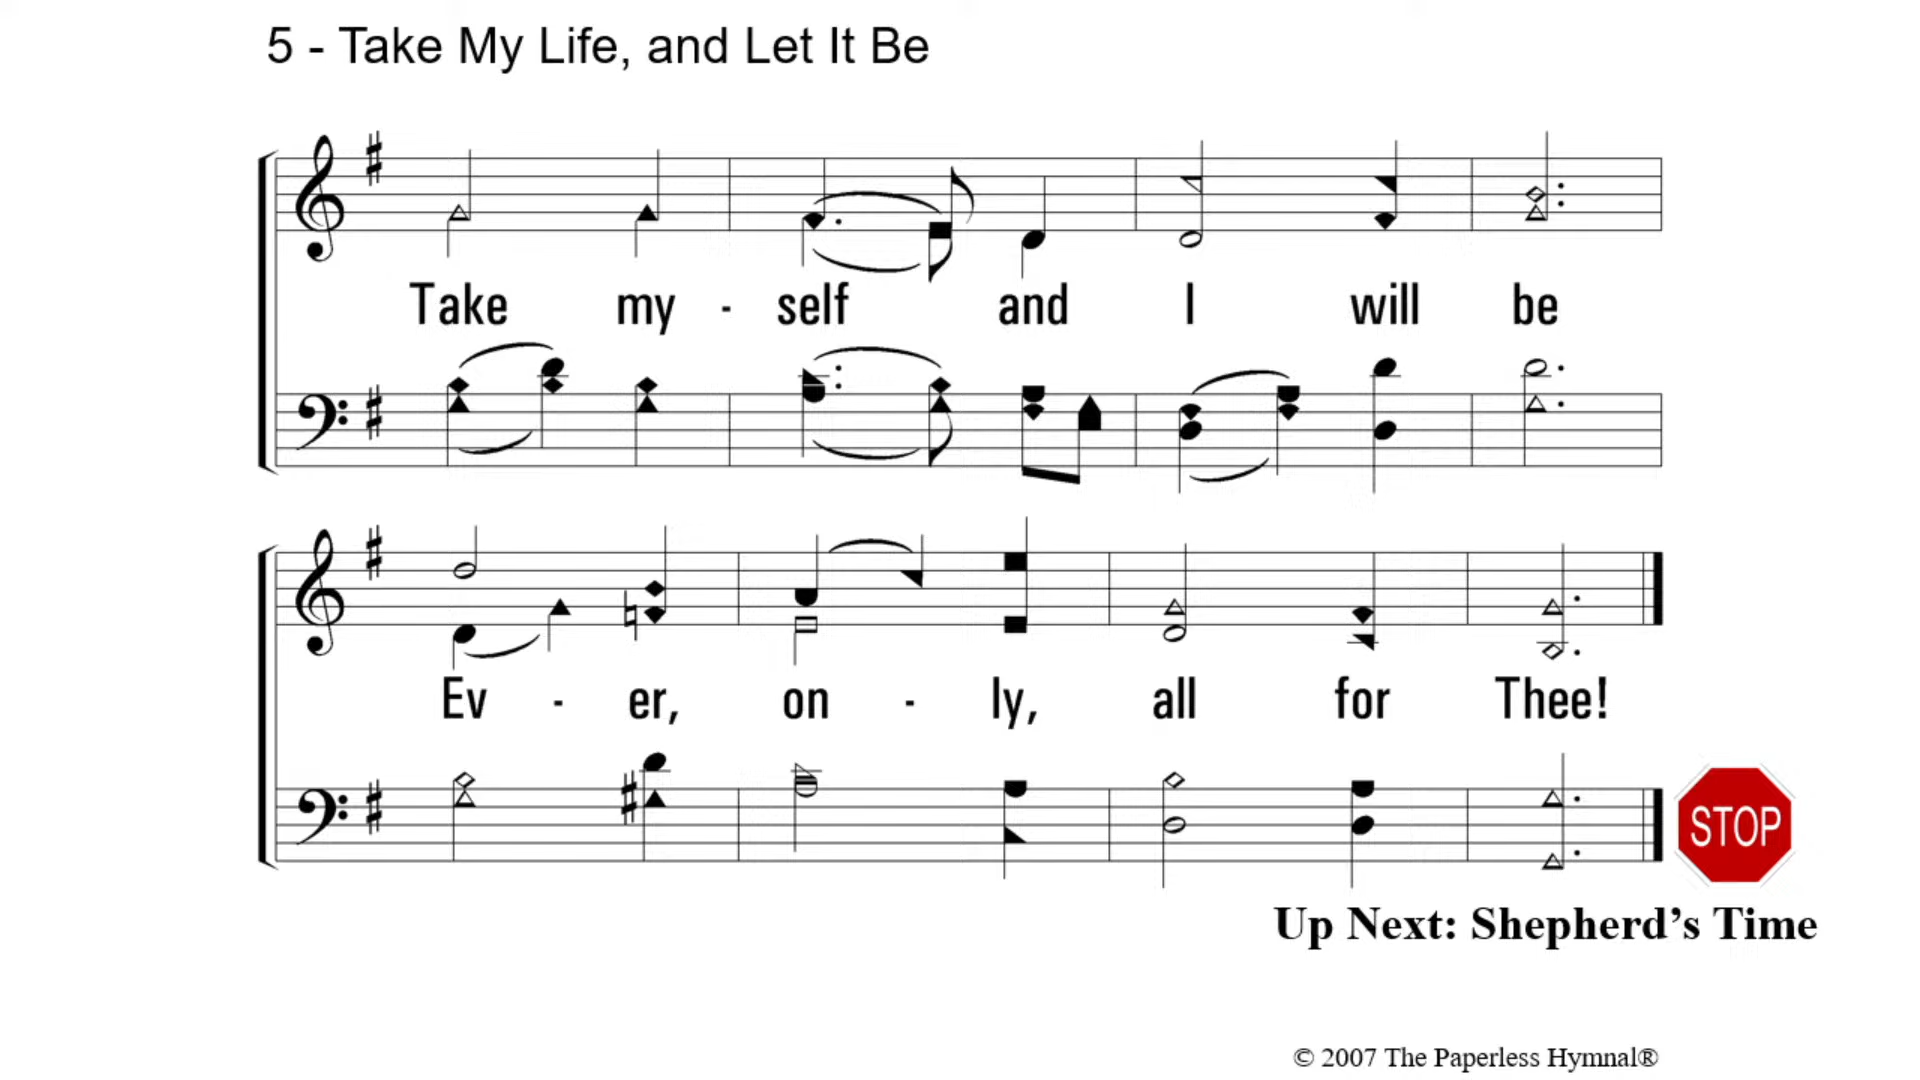 5 - Take My Life, and Let It Be
Take my - self and I will be
Ev - er, on - ly, all for Thee!
STOP
Up Next: Shepherd’s Time
© 2007 The Paperless Hymnal®